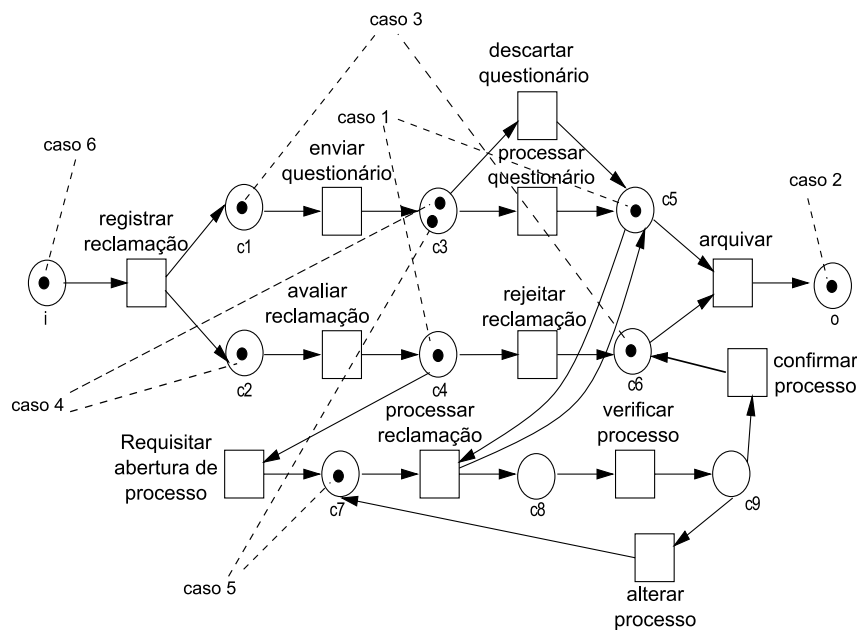 caso 3
descartar
questionário
caso 1
caso 6
enviar
questionário
processar
questionário
caso 2
registrar
reclamação
c1
c3
c5
arquivar
i
avaliar
reclamação
rejeitar
reclamação
o
c2
c4
c6
confirmar
processo
caso 4
processar
reclamação
verificar
processo
Requisitar
abertura de
processo
c7
c8
c9
caso 5
alterar
processo